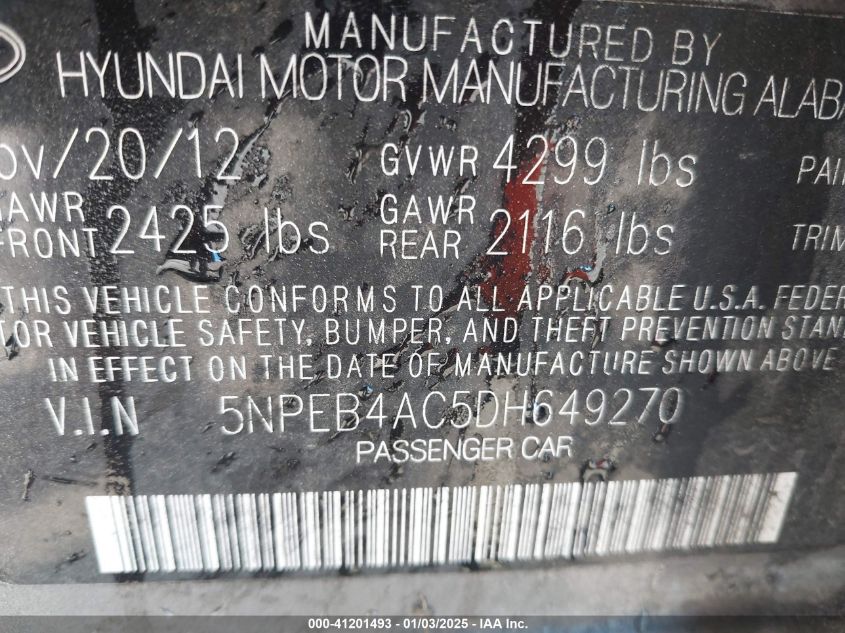 MANUFACTURED BY
HYUNDAI MOTOR MANUFACTURING ALABA
ov/20/12 GVWR 4299 lbs PAI
AWR FRONT 2425 lbs GAWR REAR 2116 lbs TRIM
THIS VEHICLE CONFORMS TO ALL APPLICABLE U.S.A. FEDER
TOR VEHICLE SAFETY, BUMPER, AND THEFT PREVENTION STAN
IN EFFECT ON THE DATE OF MANUFACTURE SHOWN ABOVE
V.I.N 5NPEB4AC5DH649270
PASSENGER CAR
000-41201493 - 01/03/2025 - IAA Inc.